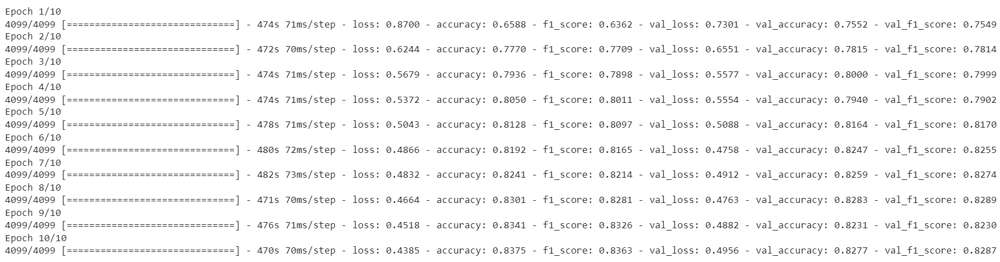 Epoch 1/10
4099/4099 [==============================] - 474s 71ms/step - loss: 0.8700 - accuracy: 0.6588 - f1_score: 0.6362 - val_loss: 0.7301 - val_accuracy: 0.7552 - val_f1_score: 0.7549
Epoch 2/10
4099/4099 [==============================] - 472s 70ms/step - loss: 0.6244 - accuracy: 0.7770 - f1_score: 0.7709 - val_loss: 0.6551 - val_accuracy: 0.7815 - val_f1_score: 0.7814
Epoch 3/10
4099/4099 [==============================] - 474s 71ms/step - loss: 0.5679 - accuracy: 0.7936 - f1_score: 0.7898 - val_loss: 0.5577 - val_accuracy: 0.8000 - val_f1_score: 0.7999
Epoch 4/10
4099/4099 [==============================] - 474s 71ms/step - loss: 0.5372 - accuracy: 0.8050 - f1_score: 0.8011 - val_loss: 0.5554 - val_accuracy: 0.7940 - val_f1_score: 0.7902
Epoch 5/10
4099/4099 [==============================] - 478s 71ms/step - loss: 0.5043 - accuracy: 0.8128 - f1_score: 0.8097 - val_loss: 0.5088 - val_accuracy: 0.8164 - val_f1_score: 0.8170
Epoch 6/10
4099/4099 [==============================] - 480s 72ms/step - loss: 0.4866 - accuracy: 0.8192 - f1_score: 0.8165 - val_loss: 0.4758 - val_accuracy: 0.8247 - val_f1_score: 0.8255
Epoch 7/10
4099/4099 [==============================] - 482s 73ms/step - loss: 0.4832 - accuracy: 0.8241 - f1_score: 0.8214 - val_loss: 0.4912 - val_accuracy: 0.8259 - val_f1_score: 0.8274
Epoch 8/10
4099/4099 [==============================] - 471s 70ms/step - loss: 0.4664 - accuracy: 0.8301 - f1_score: 0.8281 - val_loss: 0.4763 - val_accuracy: 0.8283 - val_f1_score: 0.8289
Epoch 9/10
4099/4099 [==============================] - 476s 71ms/step - loss: 0.4518 - accuracy: 0.8341 - f1_score: 0.8326 - val_loss: 0.4882 - val_accuracy: 0.8231 - val_f1_score: 0.8230
Epoch 10/10
4099/4099 [==============================] - 470s 70ms/step - loss: 0.4385 - accuracy: 0.8375 - f1_score: 0.8363 - val_loss: 0.4956 - val_accuracy: 0.8277 - val_f1_score: 0.8287